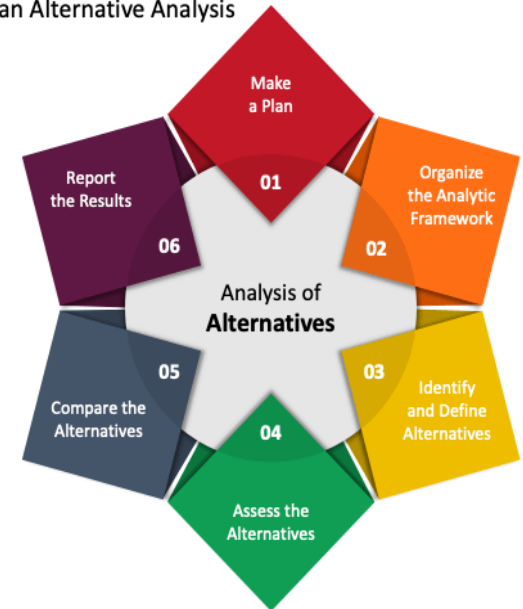 an Alternative Analysis
Make
a Plan
01
Organize
the Analytic
Framework
02
Identify
and Define
Alternatives
03
Assess the
Alternatives
04
Compare the
Alternatives
05
Report
the Results
06
Analysis of
Alternatives